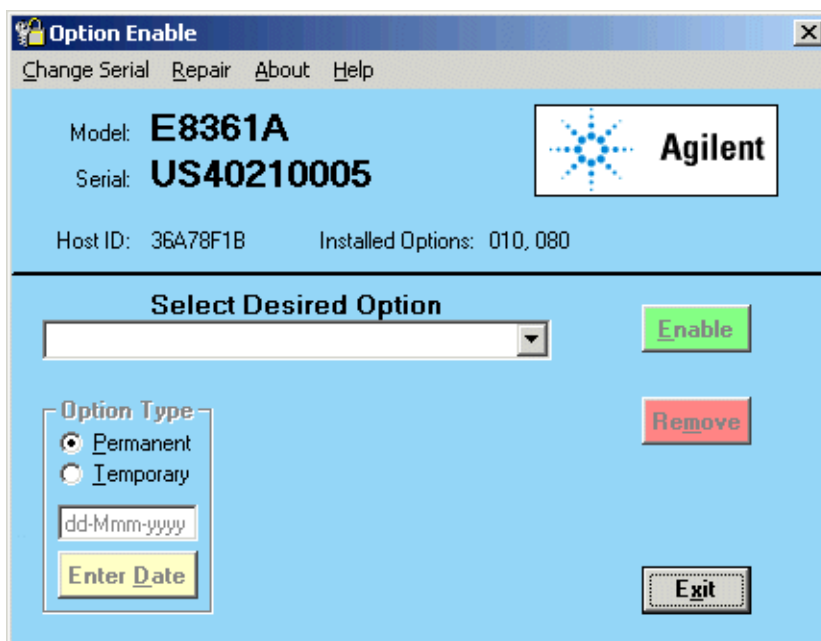 Option Enable
Change Serial Repair About Help
Model: E8361A
Serial: US40210005
Agilent
Host ID: 36A78F1B Installed Options: 010, 080
Select Desired Option
Enable
Option Type
Permanent
Temporary
dd-Mmm-yyyy
Enter Date
Remove
Exit